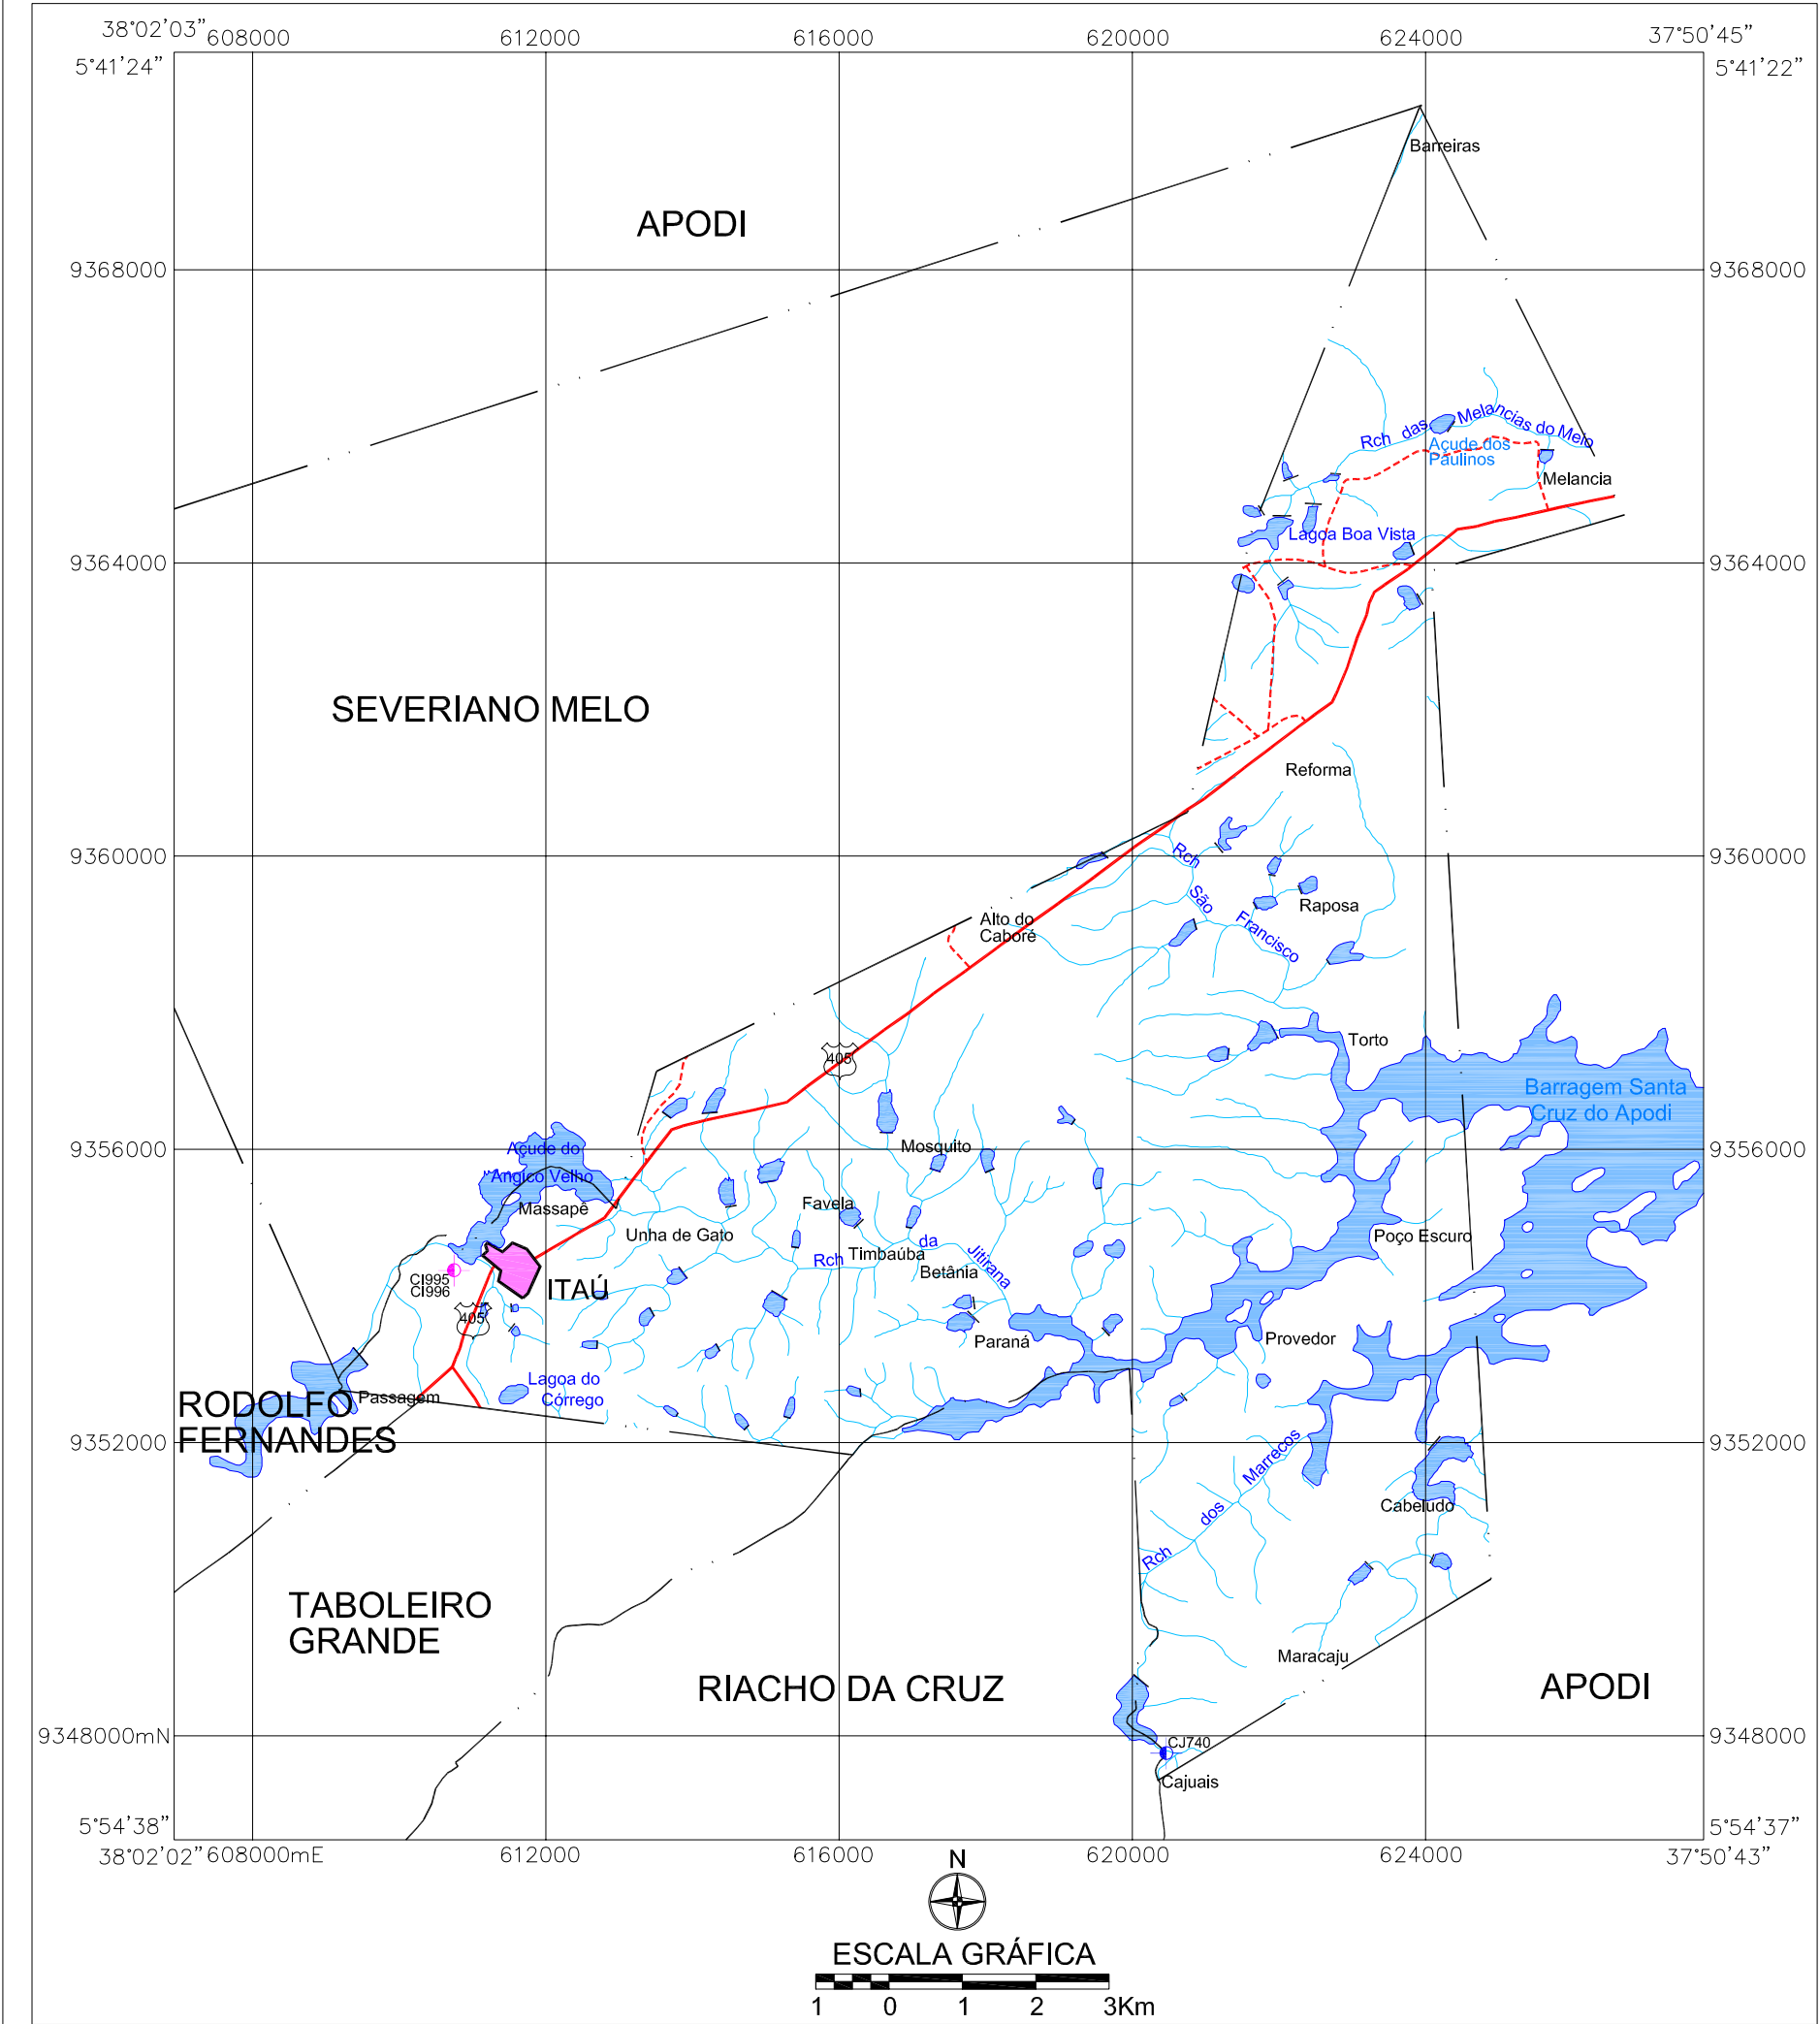 38°02'03" 608000 612000 616000 620000 624000 37°50'45"
5°41'24" 5°41'22"
Barreiras
APODI
9368000 9368000
Rch das Melancias do Meio
Açude dos
Paulinos
Melancia
Lagoa Boa Vista
9364000 9364000
SEVERIANO MELO
Reforma
9360000 9360000
Rch São Francisco
Raposa
Alto do
Caboré
Torto
405
Barragem Santa
Cruz do Apodi
Mosquito
9356000 9356000
Açude do
Angico Velho
Massapê
Favela
Unha de Gato
Poço Escuro
Rch da Jitirana
Timbaúba
Betânia
CI995
CI996
ITAÚ
405
Provedor
Paraná
Lagoa do
Córrego
Passagem
RODOLFO
FERNANDES
9352000 9352000
Rch dos Marrecos
Cabeludo
TABOLEIRO
GRANDE
Maracaju
RIACHO DA CRUZ
APODI
9348000mN 9348000
CJ740
Cajuais
5°54'38" 5°54'37"
38°02'02" 608000mE 612000 616000 620000 624000 37°50'43"
N
ESCALA GRÁFICA
1 0 1 2 3Km